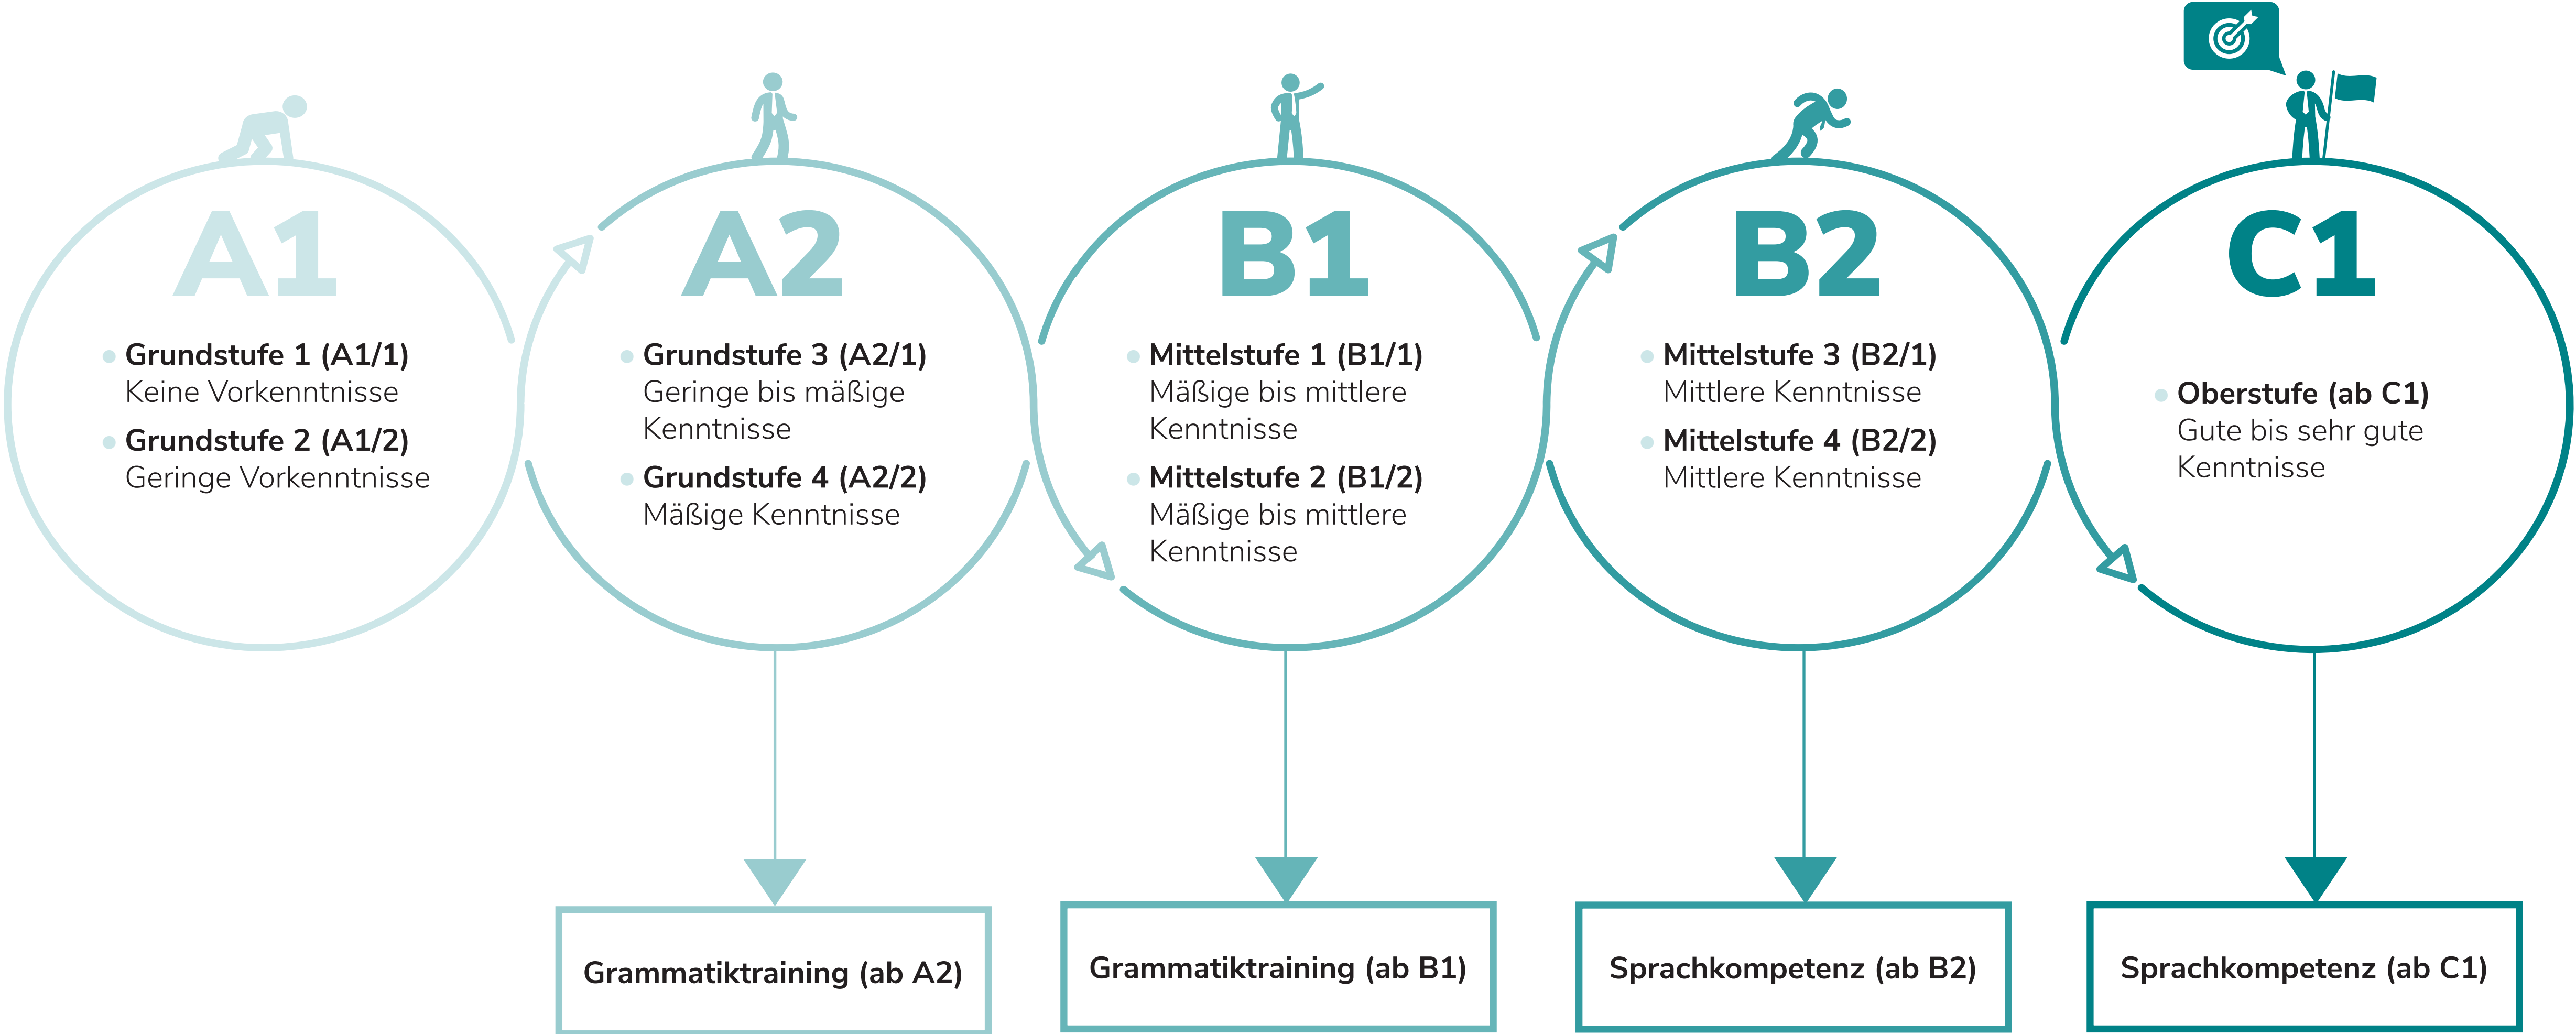 A1
Grundstufe 1 (A1/1)
Keine Vorkenntnisse
Grundstufe 2 (A1/2)
Geringe Vorkenntnisse
A2
Grundstufe 3 (A2/1)
Geringe bis mäßige
Kenntnisse
Grundstufe 4 (A2/2)
Mäßige Kenntnisse
B1
Mittelstufe 1 (B1/1)
Mäßige bis mittlere
Kenntnisse
Mittelstufe 2 (B1/2)
Mäßige bis mittlere
Kenntnisse
B2
Mittelstufe 3 (B2/1)
Mittlere Kenntnisse
Mittelstufe 4 (B2/2)
Mittlere Kenntnisse
C1
Oberstufe (ab C1)
Gute bis sehr gute
Kenntnisse
Grammatiktraining (ab A2)
Grammatiktraining (ab B1)
Sprachkompetenz (ab B2)
Sprachkompetenz (ab C1)